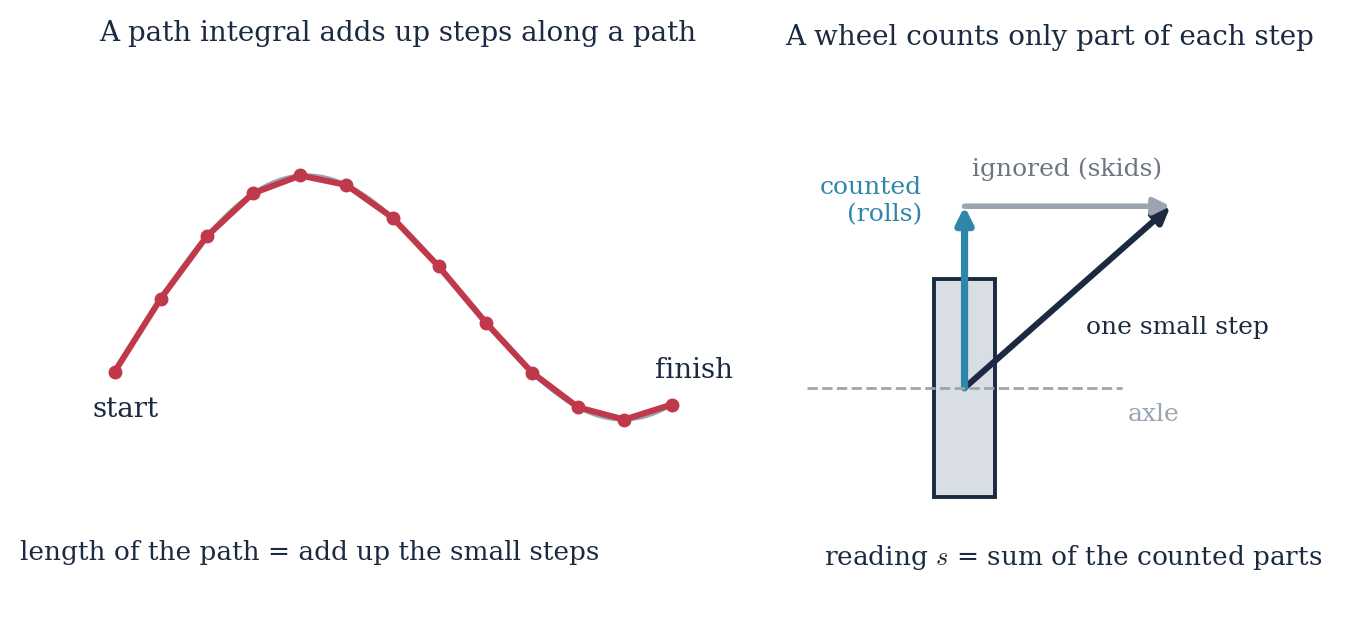 A path integral adds up steps along a path
start
finish
length of the path = add up the small steps
A wheel counts only part of each step
ignored (skids)
counted
(rolls)
one small step
axle
reading s = sum of the counted parts